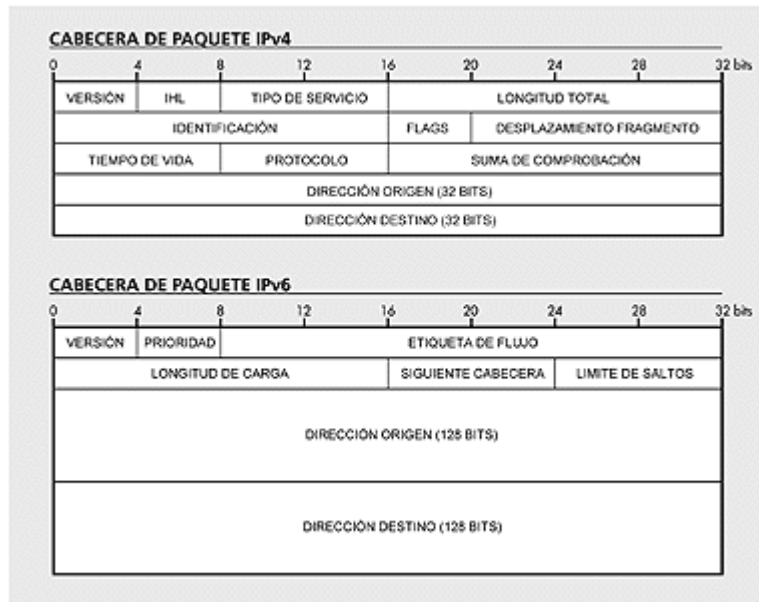 CABECERA DE PAQUETE IPv4
0 4 8 12 16 20 24 28 32 bits
VERSIÓN IHL TIPO DE SERVICIO LONGITUD TOTAL
IDENTIFICACIÓN FLAGS DESPLAZAMIENTO FRAGMENTO
TIEMPO DE VIDA PROTOCOLO SUMA DE COMPROBACIÓN
DIRECCIÓN ORIGEN (32 BITS)
DIRECCIÓN DESTINO (32 BITS)
CABECERA DE PAQUETE IPv6
0 4 8 12 16 20 24 28 32 bits
VERSIÓN PRIORIDAD ETIQUETA DE FLUJO
LONGITUD DE CARGA SIGUIENTE CABECERA LIMITE DE SALTOS
DIRECCIÓN ORIGEN (128 BITS)
DIRECCIÓN DESTINO (128 BITS)